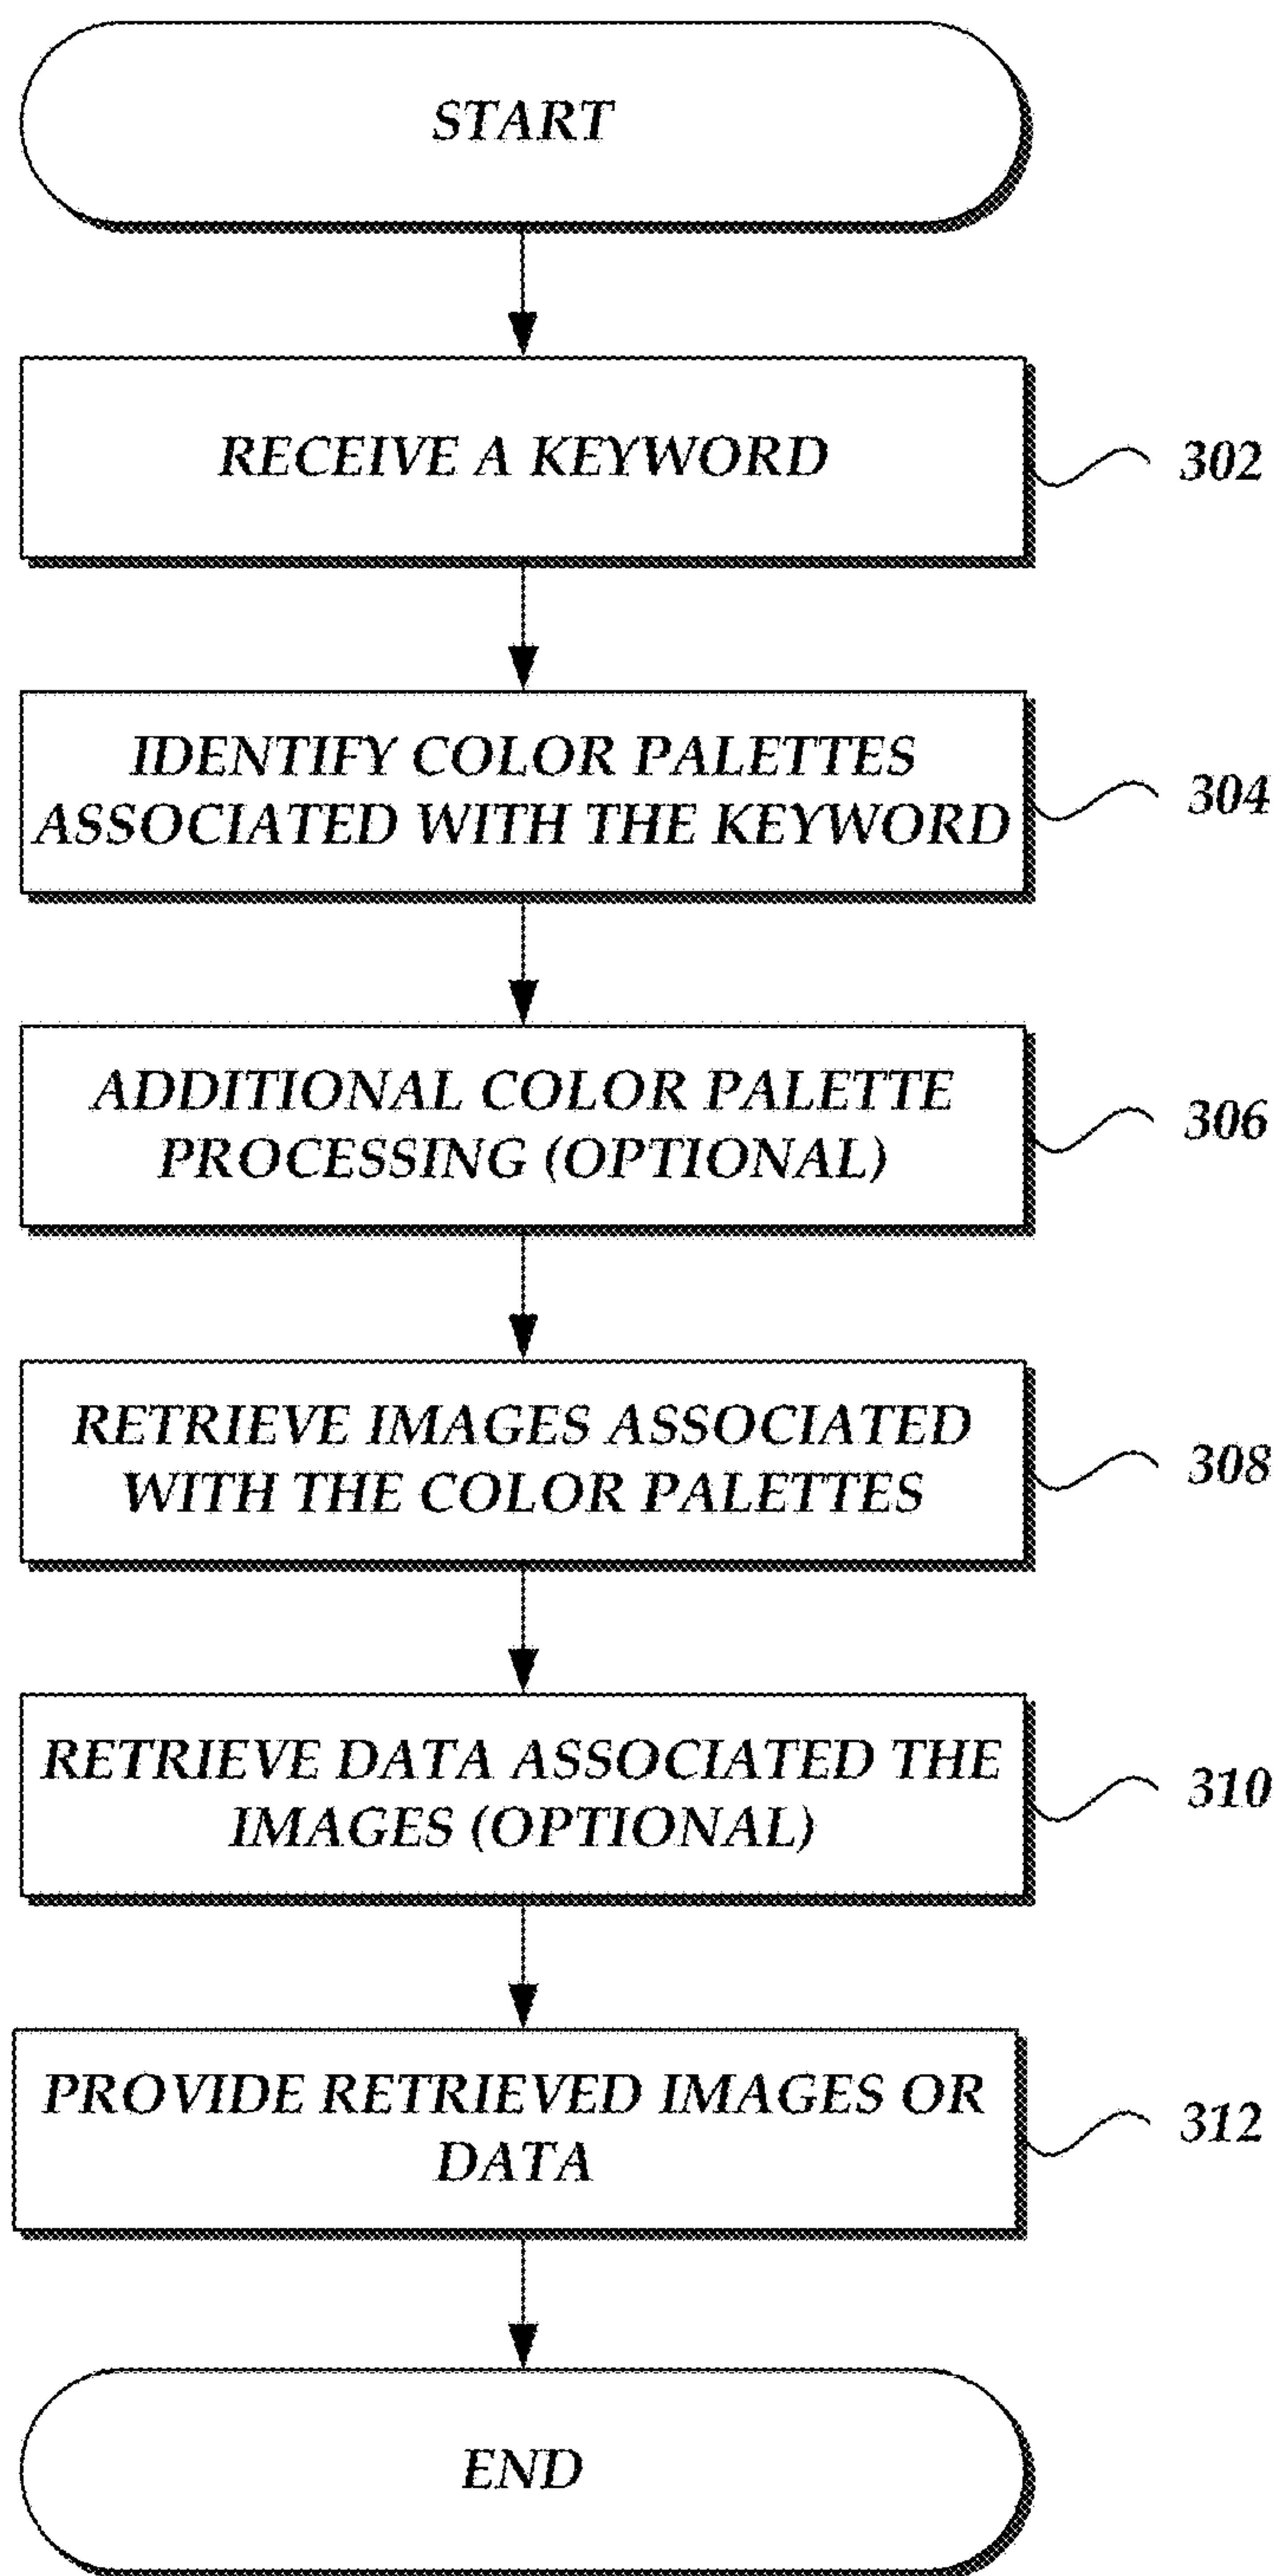 START
RECEIVE A KEYWORD
302
IDENTIFY COLOR PALETTES
ASSOCIATED WITH THE KEYWORD
304
ADDITIONAL COLOR PALETTE
PROCESSING (OPTIONAL)
306
RETRIEVE IMAGES ASSOCIATED
WITH THE COLOR PALETTES
308
RETRIEVE DATA ASSOCIATED THE
IMAGES (OPTIONAL)
310
PROVIDE RETRIEVED IMAGES OR
DATA
312
END